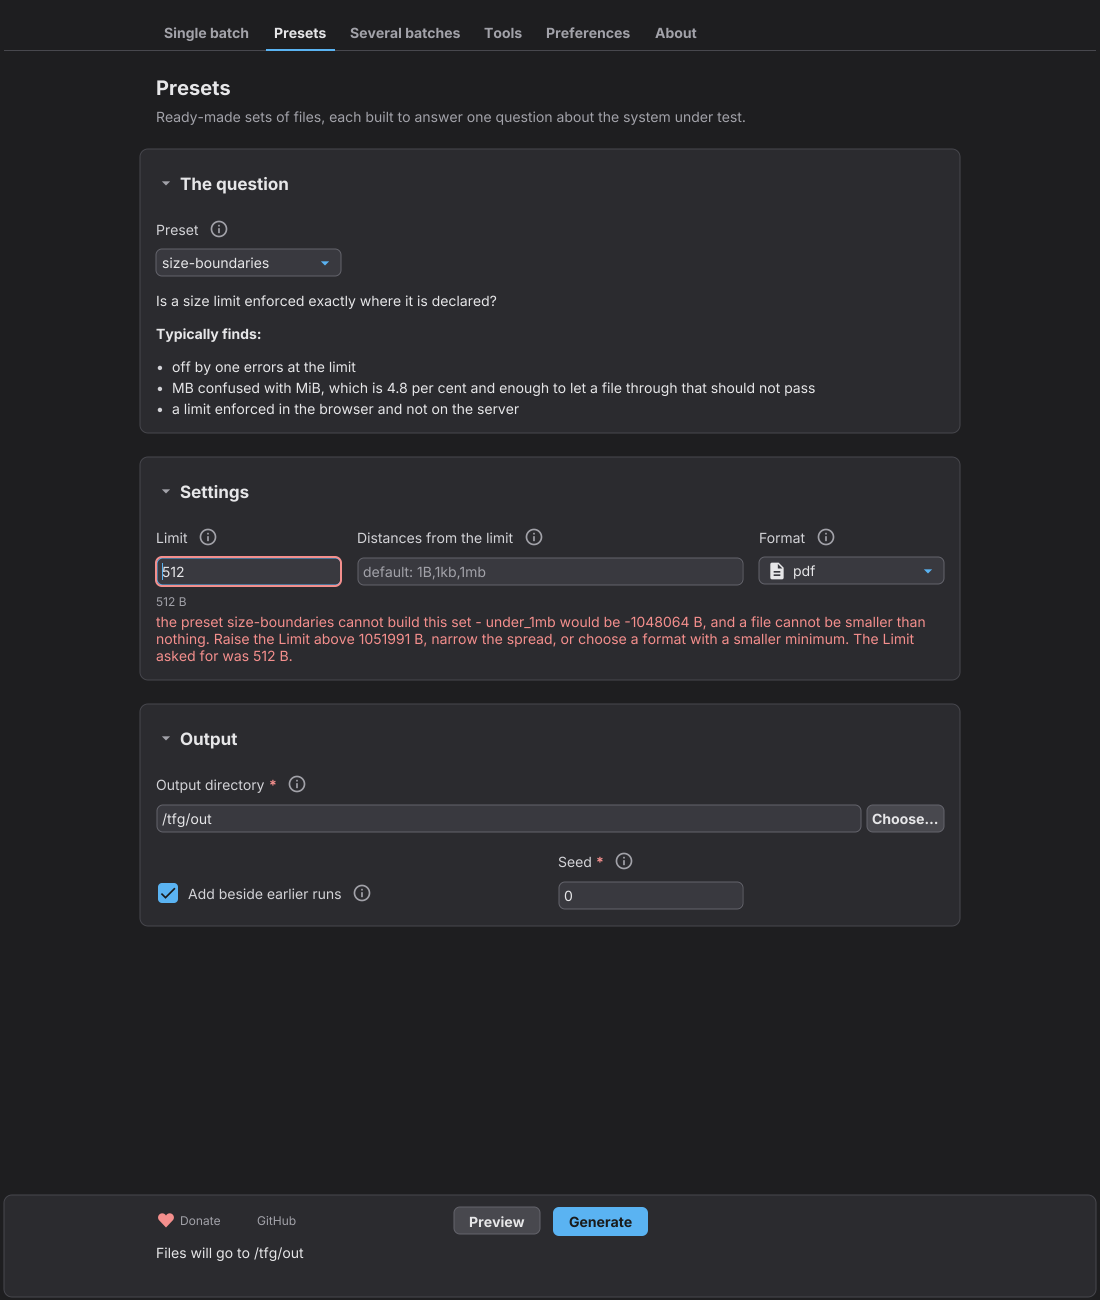 Single batch Presets Several batches Tools Preferences About
Presets
Ready-made sets of files, each built to answer one question about the system under test.
The question
Preset
size-boundaries
Is a size limit enforced exactly where it is declared?
Typically finds:
• off by one errors at the limit
• MB confused with MiB, which is 4.8 per cent and enough to let a file through that should not pass
• a limit enforced in the browser and not on the server
Settings
Limit Distances from the limit Format
512 default: 1B,1kb,1mb pdf
512 B
the preset size-boundaries cannot build this set - under_1mb would be -1048064 B, and a file cannot be smaller than
nothing. Raise the Limit above 1051991 B, narrow the spread, or choose a format with a smaller minimum. The Limit
asked for was 512 B.
Output
Output directory *
/tfg/out Choose...
Seed *
Add beside earlier runs
0
Donate GitHub Preview Generate
Files will go to /tfg/out